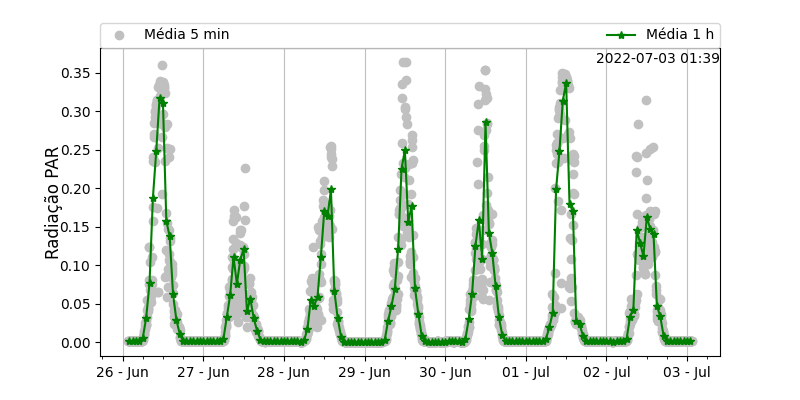 Média 5 min
Média 1 h
2022-07-03 01:39
Radiação PAR
0.35
0.30
0.25
0.20
0.15
0.10
0.05
0.00
26 - Jun
27 - Jun
28 - Jun
29 - Jun
30 - Jun
01 - Jul
02 - Jul
03 - Jul